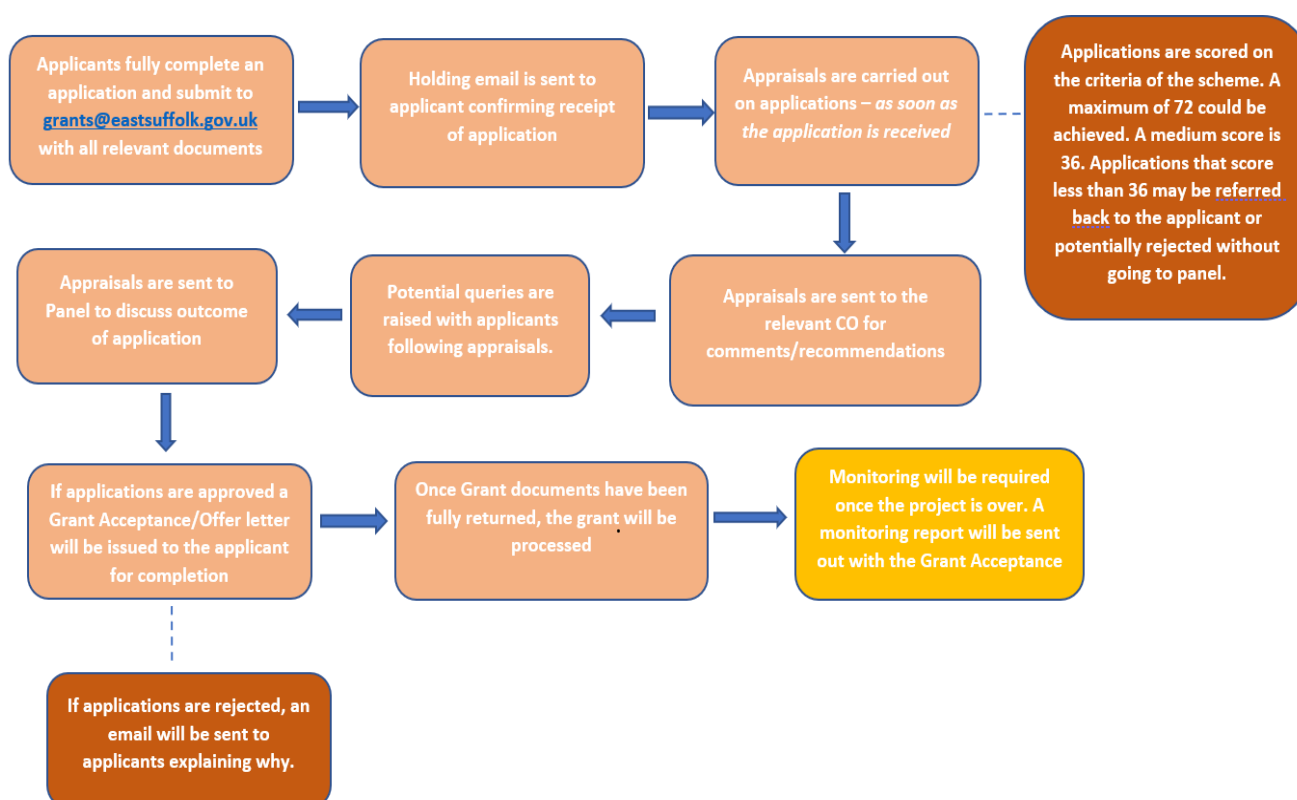 Applicants fully complete an
application and submit to
grants@eastsuffolk.gov.uk
with all relevant documents
Holding email is sent to
applicant confirming receipt
of application
Appraisals are carried out
on applications – as soon as
the application is received
Applications are scored on
the criteria of the scheme. A
maximum of 72 could be
achieved. A medium score is
36. Applications that score
less than 36 may be referred
back to the applicant or
potentially rejected without
going to panel.
Appraisals are sent to the
relevant CO for
comments/recommendations
Potential queries are
raised with applicants
following appraisals.
Appraisals are sent to
Panel to discuss outcome
of application
If applications are approved a
Grant Acceptance/Offer letter
will be issued to the applicant
for completion
Once Grant documents have been
fully returned, the grant will be
processed
Monitoring will be required
once the project is over. A
monitoring report will be sent
out with the Grant Acceptance
If applications are rejected, an
email will be sent to
applicants explaining why.